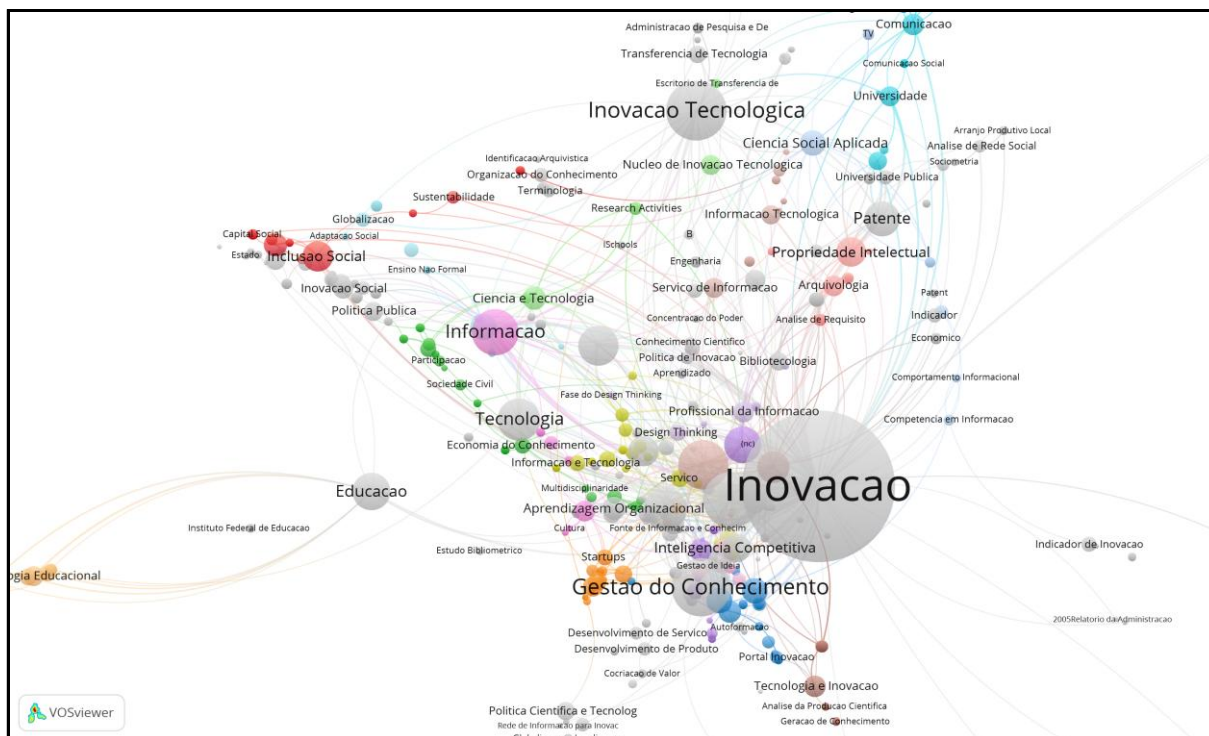 Comunicacao
Administracao de Pesquisa e De
TV
Transferencia de Tecnologia
Comunicacao Social
Escritorio de Transferencia de
Universidade
Inovacao Tecnologica
Arranjo Produtivo Local
Ciencia Social Aplicada
Analise de Rede Social
Identificacao Arquivistica
Nucleo de Inovacao Tecnologica
Sociometria
Organizacao do Conhecimento
Universidade Publica
Terminologia
Sustentabilidade
Research Activities
Informacao Tecnologica
Patente
Globalizacao
Capital Social
Adaptacao Social
B
iSchools
Estado
Inclusao Social
Propriedade Intelectual
Engenharia
Ensino Nao Formal
Inovacao Social
Servico de Informacao
Arquivologia
Patent
Ciencia e Tecnologia
Politica Publica
Concentracao do Poder
Analise de Requisito
Indicador
Informacao
Economico
Conhecimento Cientifico
Participacao
Politica de Inovacao
Bibliotecologia
Aprendizado
Comportamento Informacional
Sociedade Civil
Fase do Design Thinking
Tecnologia
Profissional da Informacao
Competencia em Informacao
Design Thinking
Economia do Conhecimento
(nc)
Informacao e Tecnologia
Servico
Inovacao
Educacao
Multidisciplinaridade
Aprendizagem Organizacional
Instituto Federal de Educacao
Cultura
Fonte de Informacao e Conhecim
Estudo Bibliometrico
Inteligencia Competitiva
Indicador de Inovacao
Startups
Gestao de Ideia
ogia Educacional
Gestao do Conhecimento
2005Relatorio da Administracao
Autoformacao
Desenvolvimento de Servico
Desenvolvimento de Produto
Portal Inovacao
Cocriacao de Valor
Tecnologia e Inovacao
Analise da Producao Cientifica
Politica Cientifica e Tecnolog
Geracao de Conhecimento
Rede de Informacao para Inovac
VOSviewer